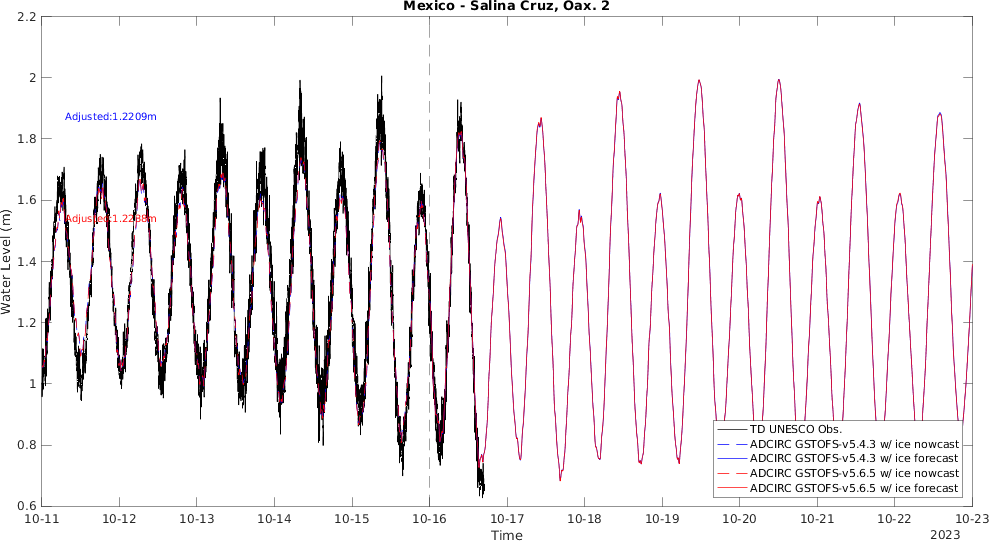 Mexico - Salina Cruz, Oax. 2
2.2
2
1.8
1.6
1.4
1.2
1
0.8
0.6
Water Level (m)
Adjusted:1.2209m
Adjusted:1.2238m
TD UNESCO Obs.
ADCIRC GSTOFS-v5.4.3 w/ ice nowcast
ADCIRC GSTOFS-v5.4.3 w/ ice forecast
ADCIRC GSTOFS-v5.6.5 w/ ice nowcast
ADCIRC GSTOFS-v5.6.5 w/ ice forecast
10-11 10-12 10-13 10-14 10-15 10-16 10-17 10-18 10-19 10-20 10-21 10-22 10-23
Time
2023